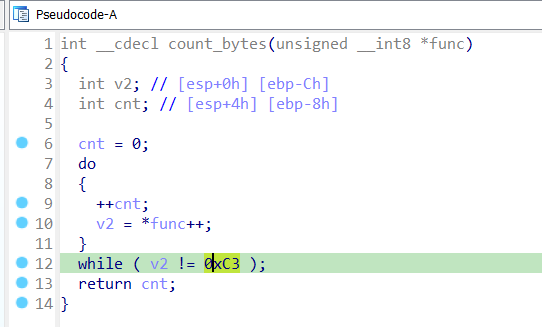 Pseudocode-A
1 int __cdecl count_bytes(unsigned __int8 *func)
2 {
3   int v2; // [esp+0h] [ebp-Ch]
4   int cnt; // [esp+4h] [ebp-8h]
5
6   cnt = 0;
7   do
8   {
9     ++cnt;
10     v2 = *func++;
11   }
12   while ( v2 != 0xC3 );
13   return cnt;
14 }